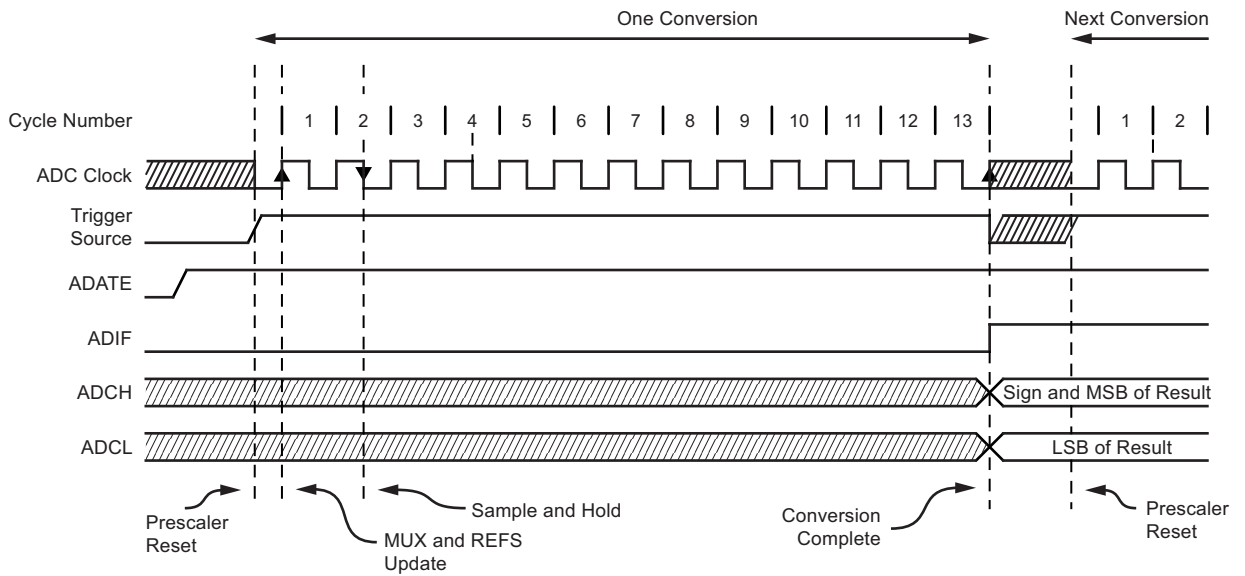 One Conversion
Next Conversion
Cycle Number
1 2 3 4 5 6 7 8 9 10 11 12 13 1 2
ADC Clock
Trigger
Source
ADATE
ADIF
ADCH
Sign and MSB of Result
ADCL
LSB of Result
Prescaler
Reset
MUX and REFS
Update
Sample and Hold
Conversion
Complete
Prescaler
Reset